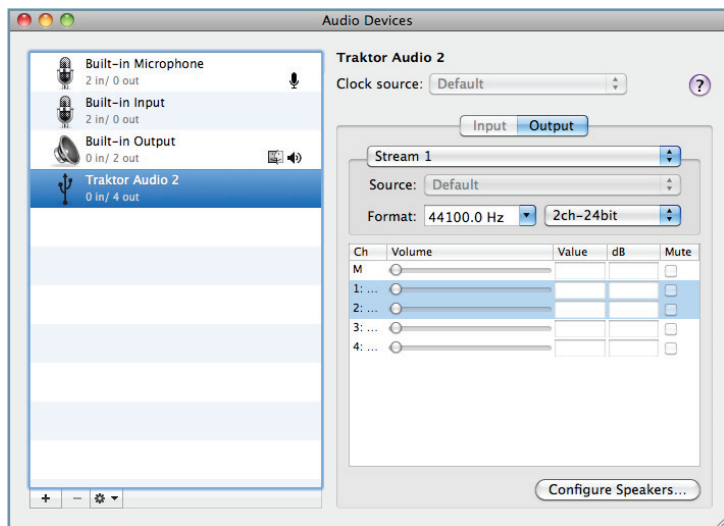 Audio Devices
Built-in Microphone
2 in/ 0 out
Built-in Input
2 in/ 0 out
Built-in Output
0 in/ 2 out
Traktor Audio 2
0 in/ 4 out
Traktor Audio 2
Clock source: Default
?
Input Output
Stream 1
Source: Default
Format: 44100.0 Hz 2ch-24bit
Ch Volume Value dB Mute
M
1: ...
2: ...
3: ...
4: ...
Configure Speakers...